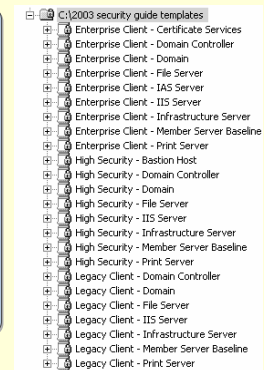 C:\2003 security guide templates
Enterprise Client - Certificate Services
Enterprise Client - Domain Controller
Enterprise Client - Domain
Enterprise Client - File Server
Enterprise Client - IAS Server
Enterprise Client - IIS Server
Enterprise Client - Infrastructure Server
Enterprise Client - Member Server Baseline
Enterprise Client - Print Server
High Security - Bastion Host
High Security - Domain Controller
High Security - Domain
High Security - File Server
High Security - IIS Server
High Security - Infrastructure Server
High Security - Member Server Baseline
High Security - Print Server
Legacy Client - Domain Controller
Legacy Client - Domain
Legacy Client - File Server
Legacy Client - IIS Server
Legacy Client - Infrastructure Server
Legacy Client - Member Server Baseline
Legacy Client - Print Server